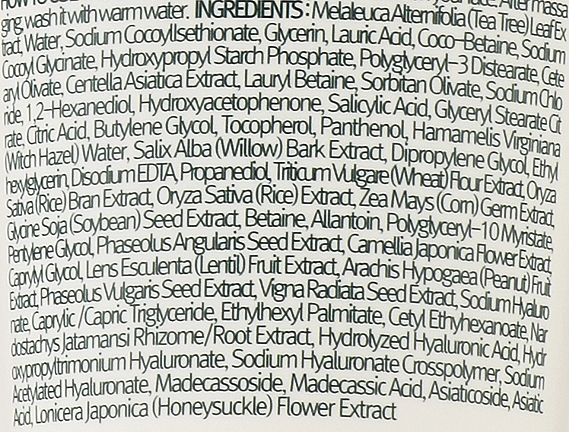 ging, wash it with warm water. INGREDIENTS : Melaleuca Alternifolia (Tea Tree) Leaf Ex
tract, Water, Sodium Cocoyl Isethionate, Glycerin, Lauric Acid, Coco-Betaine, Sodium
Cocoyl Glycinate, Hydroxypropyl Starch Phosphate, Polyglyceryl-3 Distearate, Cete
aryl Olivate, Centella Asiatica Extract, Lauryl Betaine, Sorbitan Olivate, Sodium Chlo
ride, 1,2-Hexanediol, Hydroxyacetophenone, Salicylic Acid, Glyceryl Stearate Cit
rate, Citric Acid, Butylene Glycol, Tocopherol, Panthenol, Hamamelis Virginiana
(Witch Hazel) Water, Salix Alba (Willow) Bark Extract, Dipropylene Glycol, Ethyl
hexylglycerin, Disodium EDTA, Propanediol, Triticum Vulgare (Wheat) Flour Extract, Oryza
Sativa (Rice) Bran Extract, Oryza Sativa (Rice) Extract, Zea Mays (Corn) Germ Extract,
Glycine Soja (Soybean) Seed Extract, Betaine, Allantoin, Polyglyceryl-10 Myristate,
Pentylene Glycol, Phaseolus Angularis Seed Extract, Camellia Japonica Flower Extract,
Caprylyl Glycol, Lens Esculenta (Lentil) Fruit Extract, Arachis Hypogaea (Peanut) Fruit
Extract, Phaseolus Vulgaris Seed Extract, Vigna Radiata Seed Extract, Sodium Hyaluro
nate, Caprylic /Capric Triglyceride, Ethylhexyl Palmitate, Cetyl Ethyhexanoate, Nar
dostachys Jatamansi Rhizome/Root Extract, Hydrolyzed Hyaluronic Acid, Hydr
oxypropyltrimonium Hyaluronate, Sodium Hyaluronate Crosspolymer, Sodium
Acetylated Hyaluronate, Madecassoside, Madecassic Acid, Asiaticoside, Asiatic
Acid, Lonicera Japonica (Honeysuckle) Flower Extract